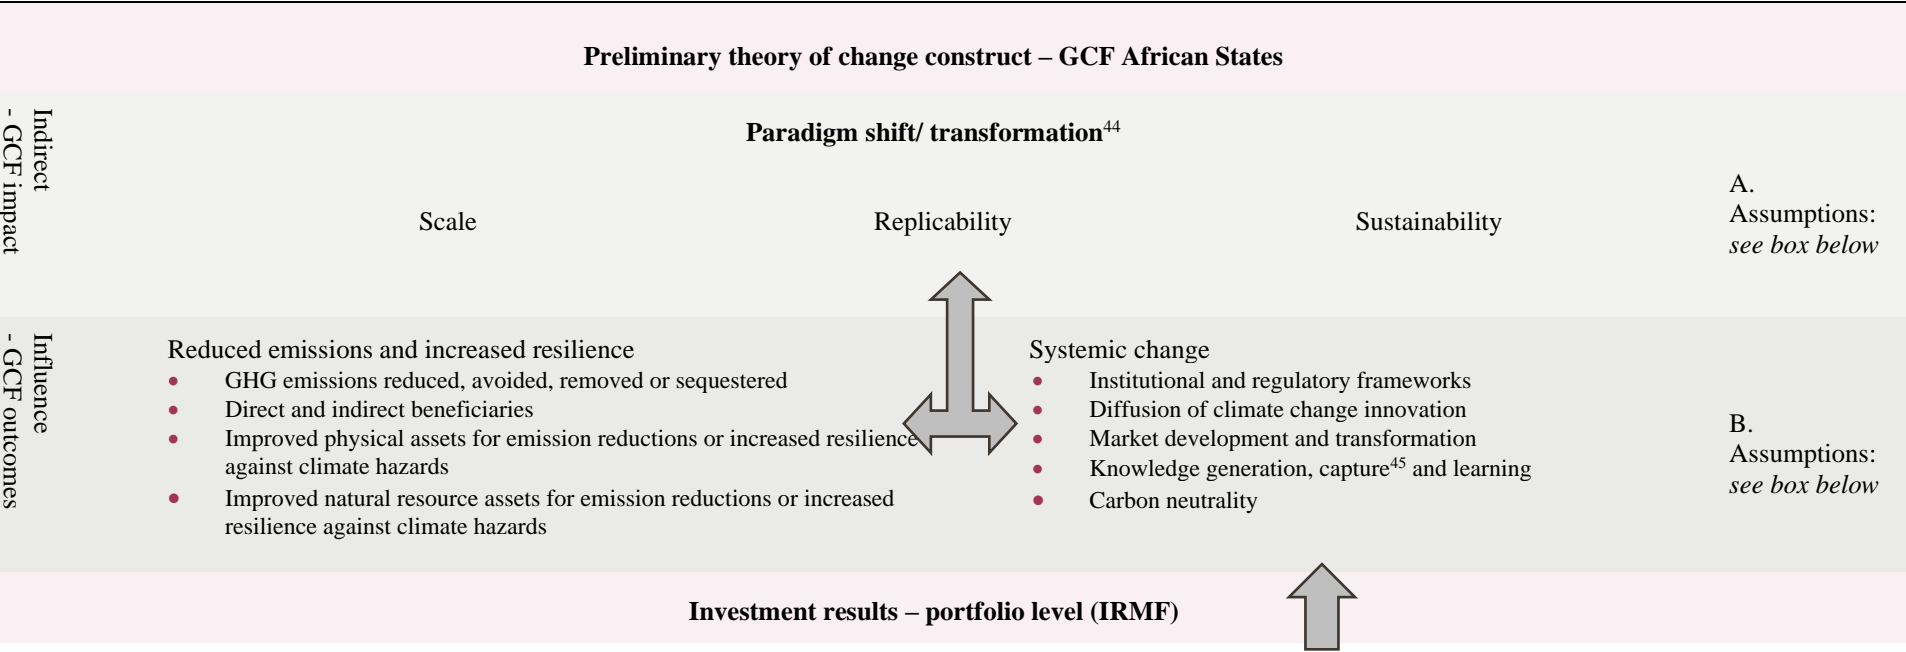 Preliminary theory of change construct – GCF African States
Indirect
- GCF impact
Paradigm shift/ transformation44
Scale
Replicability
Sustainability
A.
Assumptions:
see box below
Influence
- GCF outcomes
Reduced emissions and increased resilience
• GHG emissions reduced, avoided, removed or sequestered
• Direct and indirect beneficiaries
• Improved physical assets for emission reductions or increased resilience
against climate hazards
• Improved natural resource assets for emission reductions or increased
resilience against climate hazards
Systemic change
• Institutional and regulatory frameworks
• Diffusion of climate change innovation
• Market development and transformation
• Knowledge generation, capture45 and learning
• Carbon neutrality
B.
Assumptions:
see box below
Investment results – portfolio level (IRMF)